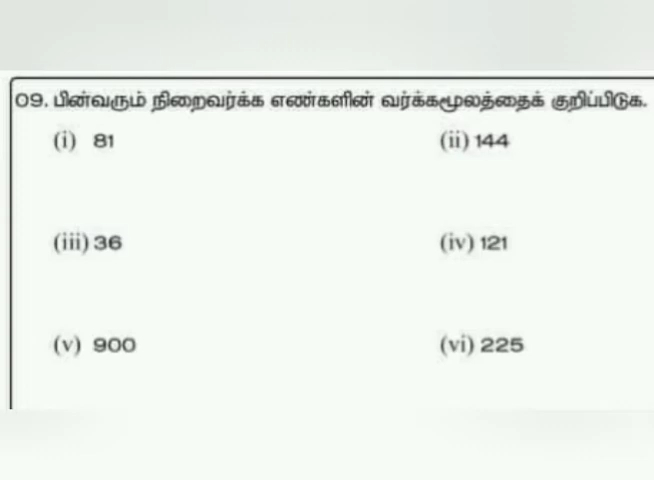 09. பின்வரும் நிறைவர்க்க எண்களின் வர்க்கமூலத்தைக் குறிப்பிடுக.
(i) 81 (ii) 144
(iii) 36 (iv) 121
(v) 900 (vi) 225